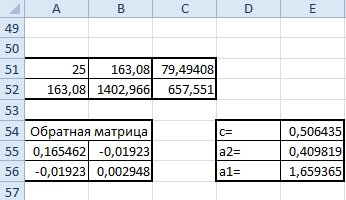 A B C D E
49
50
51 25 163,08 79,49408
52 163,08 1402,966 657,551
53
54 Обратная матрица c= 0,506435
55 0,165462 -0,01923 a2= 0,409819
56 -0,01923 0,002948 a1= 1,659365
57